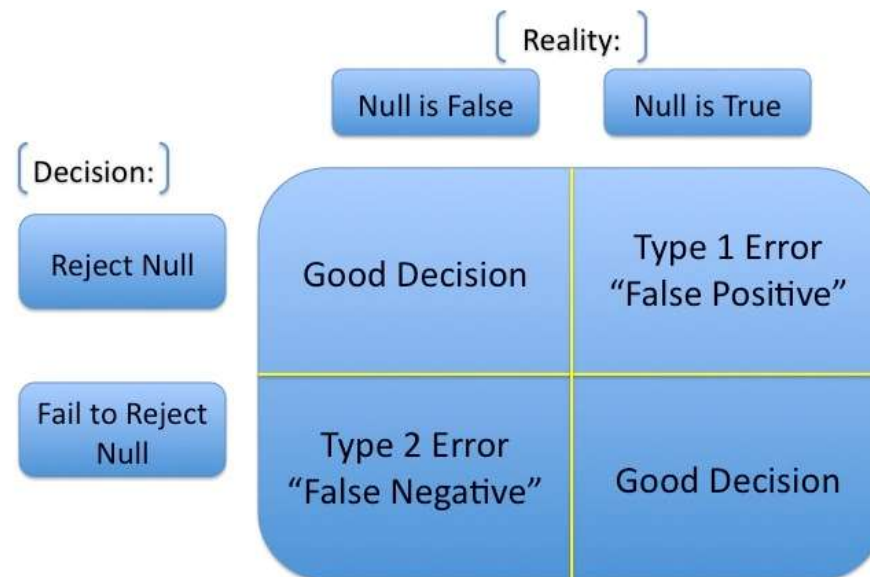 [ Reality: ]
Null is False
Null is True
[ Decision: ]
Reject Null
Good Decision
Type 1 Error
“False Positive”
Fail to Reject
Null
Type 2 Error
“False Negative”
Good Decision